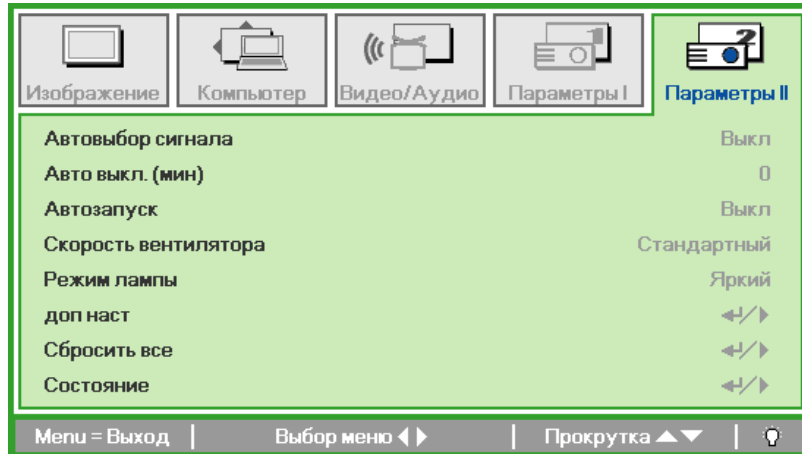 Изображение Компьютер Видео/Аудио Параметры I Параметры II
Автовыбор сигнала Выкл
Авто выкл. (мин) 0
Автозапуск Выкл
Скорость вентилятора Стандартный
Режим лампы Яркий
доп наст
Сбросить все
Состояние
Menu = Выход Выбор меню Прокрутка